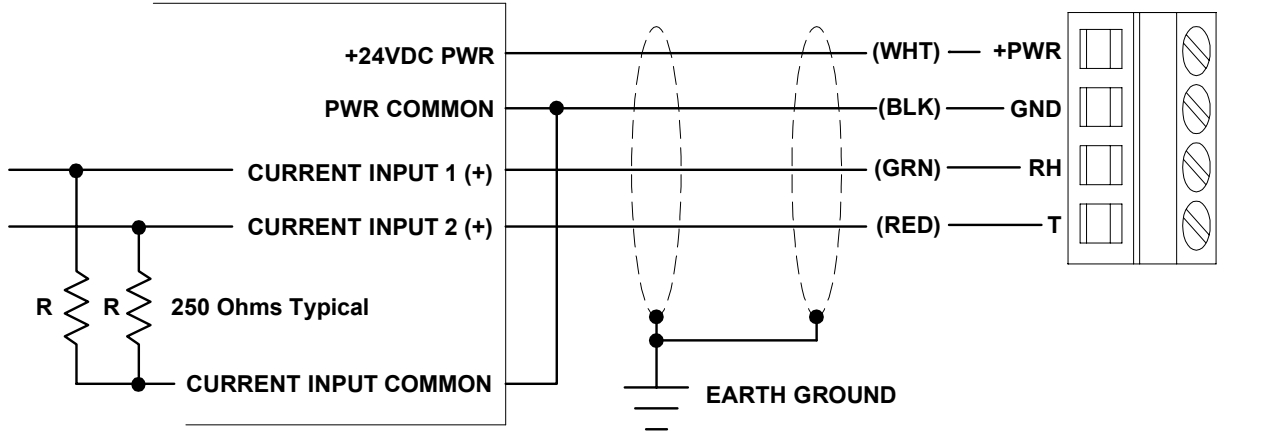 +24VDC PWR (WHT) +PWR
PWR COMMON (BLK) GND
CURRENT INPUT 1 (+) (GRN) RH
CURRENT INPUT 2 (+) (RED) T
R R 250 Ohms Typical
CURRENT INPUT COMMON
EARTH GROUND